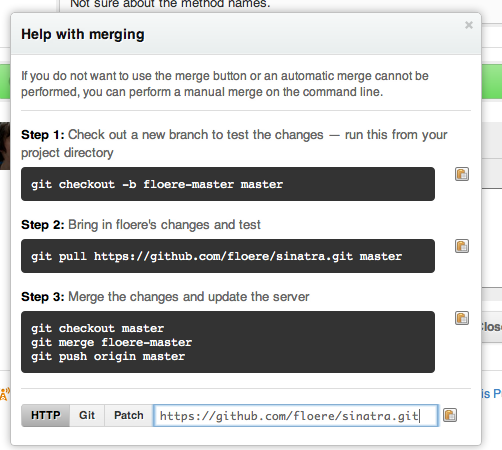 Not sure about the method names.
Help with merging
×
If you do not want to use the merge button or an automatic merge cannot be
performed, you can perform a manual merge on the command line.
Step 1: Check out a new branch to test the changes — run this from your
project directory
git checkout -b floere-master master
Step 2: Bring in floere's changes and test
git pull https://github.com/floere/sinatra.git master
Step 3: Merge the changes and update the server
git checkout master
git merge floere-master
git push origin master
HTTP Git Patch https://github.com/floere/sinatra.git